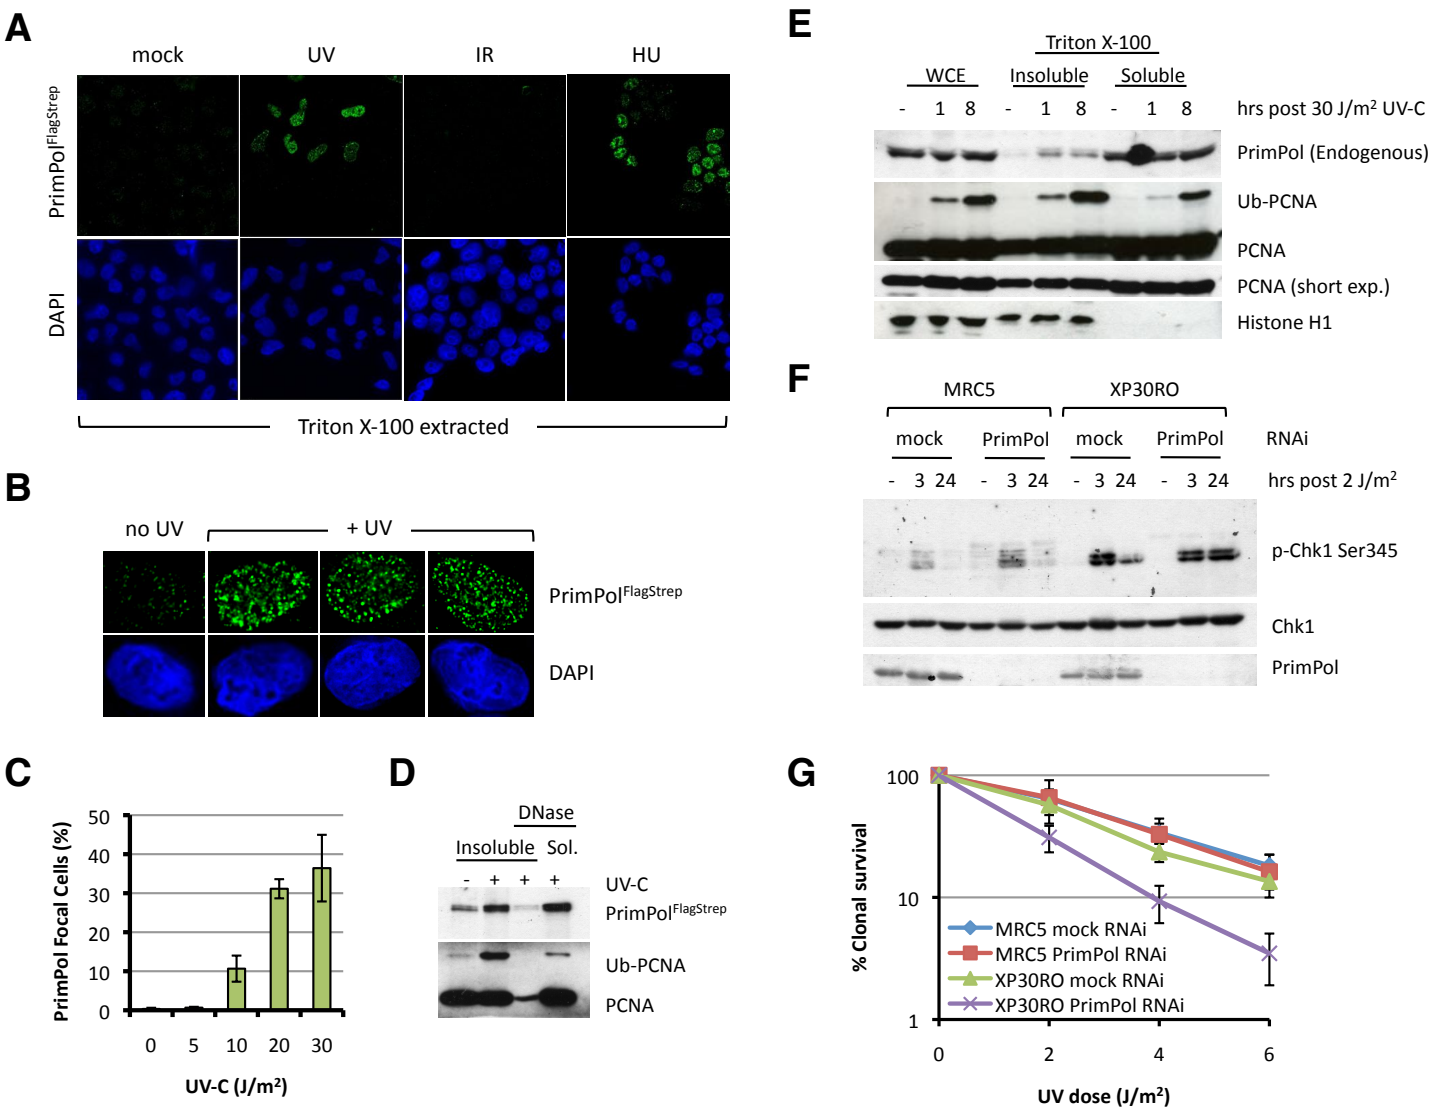 A
mock UV IR HU
PrimPol^FlagStrep
DAPI
Triton X-100 extracted
B
no UV + UV
PrimPol^FlagStrep
DAPI
C
PrimPol Focal Cells (%)
50
40
30
20
10
0
0 5 10 20 30
UV-C (J/m²)
D
DNase
Insoluble Sol.
- + + + UV-C
PrimPol^FlagStrep
Ub-PCNA
PCNA
E
Triton X-100
WCE Insoluble Soluble
- 1 8 - 1 8 - 1 8 hrs post 30 J/m² UV-C
PrimPol (Endogenous)
Ub-PCNA
PCNA
PCNA (short exp.)
Histone H1
F
MRC5 XP30RO
mock PrimPol mock PrimPol RNAi
- 3 24 - 3 24 - 3 24 - 3 24 hrs post 2 J/m²
p-Chk1 Ser345
Chk1
PrimPol
G
% Clonal survival
100
10
1
MRC5 mock RNAi
MRC5 PrimPol RNAi
XP30RO mock RNAi
XP30RO PrimPol RNAi
0 2 4 6
UV dose (J/m²)